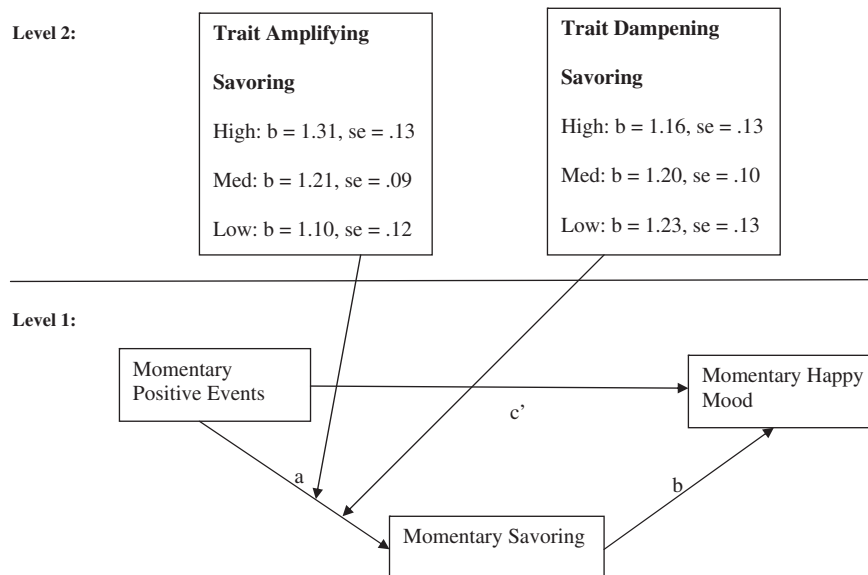 Level 2:
Trait Amplifying
Savoring
High: b = 1.31, se = .13
Med: b = 1.21, se = .09
Low: b = 1.10, se = .12
Trait Dampening
Savoring
High: b = 1.16, se = .13
Med: b = 1.20, se = .10
Low: b = 1.23, se = .13
Level 1:
Momentary
Positive Events
Momentary Happy
Mood
c’
a
b
Momentary Savoring